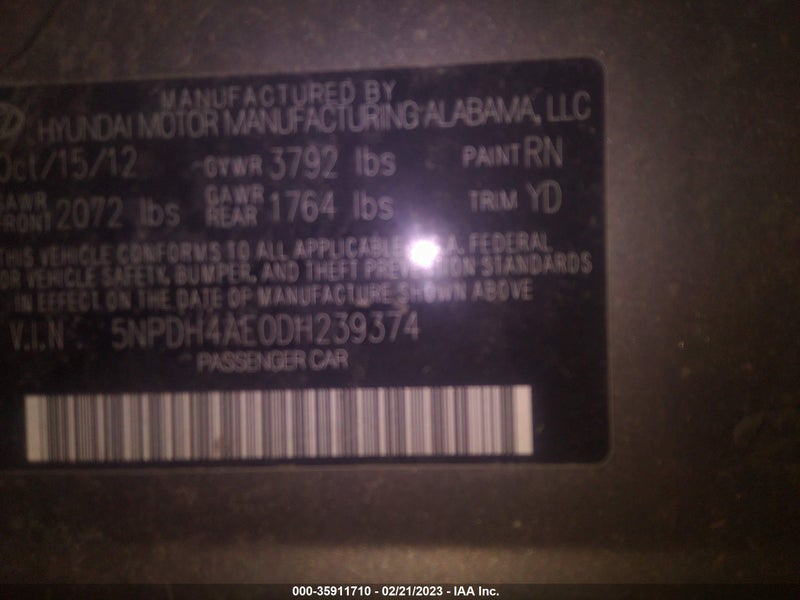 MANUFACTURED BY
HYUNDAI MOTOR MANUFACTURING ALABAMA, LLC
Oct/15/12 GVWR 3792 lbs PAINT RN
GAWR FRONT 2072 lbs GAWR REAR 1764 lbs TRIM YD
THIS VEHICLE CONFORMS TO ALL APPLICABLE .A. FEDERAL
OR VEHICLE SAFETY, BUMPER, AND THEFT PREVENTION STANDARDS
IN EFFECT ON THE DATE OF MANUFACTURE SHOWN ABOVE
V.I.N 5NPDH4AE0DH239374
PASSENGER CAR
000-35911710 - 02/21/2023 - IAA Inc.